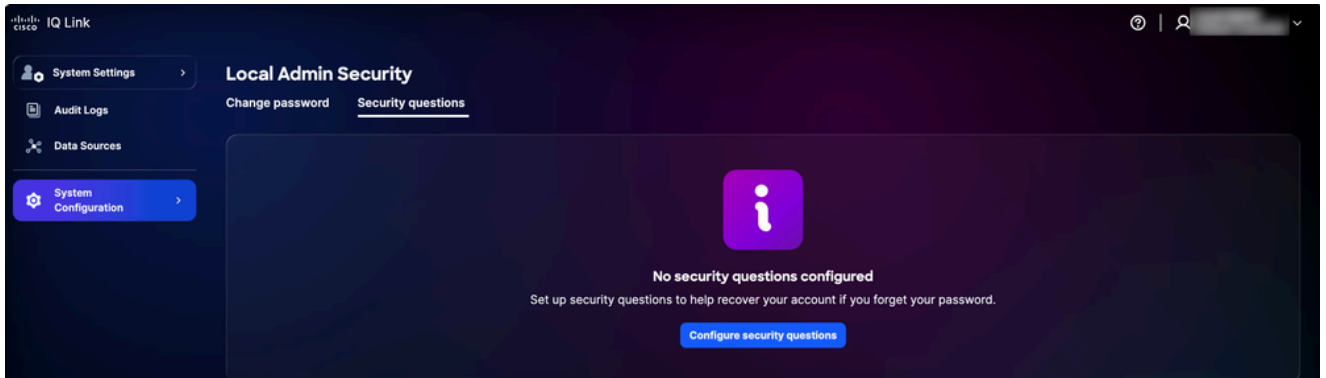 cisco IQ Link
System Settings
Audit Logs
Data Sources
System
Configuration
Local Admin Security
Change password Security questions
No security questions configured
Set up security questions to help recover your account if you forget your password.
Configure security questions